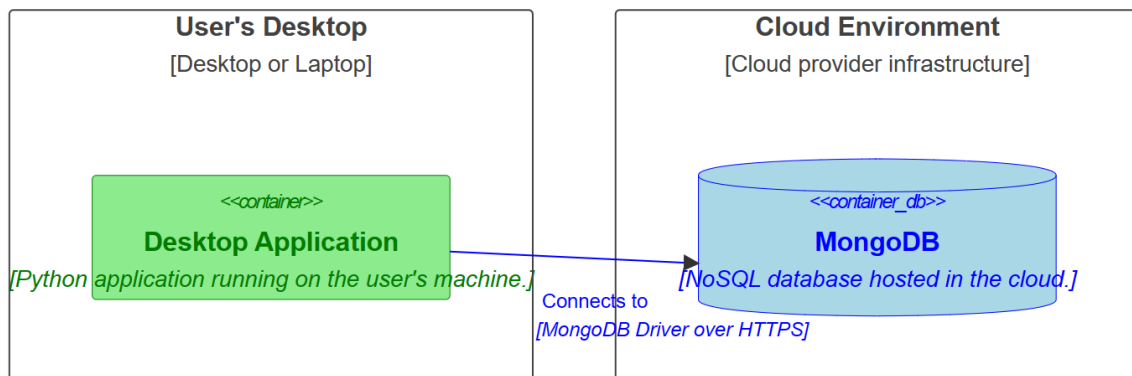 User's Desktop
[Desktop or Laptop]
<<container>>
Desktop Application
[Python application running on the user's machine.]
Connects to
[MongoDB Driver over HTTPS]
Cloud Environment
[Cloud provider infrastructure]
<<container_db>>
MongoDB
[NoSQL database hosted in the cloud.]